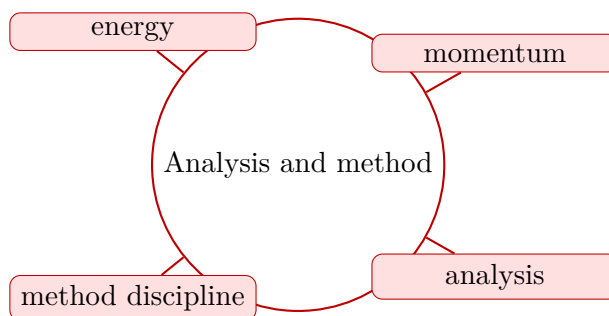 energy
momentum
Analysis and method
analysis
method discipline